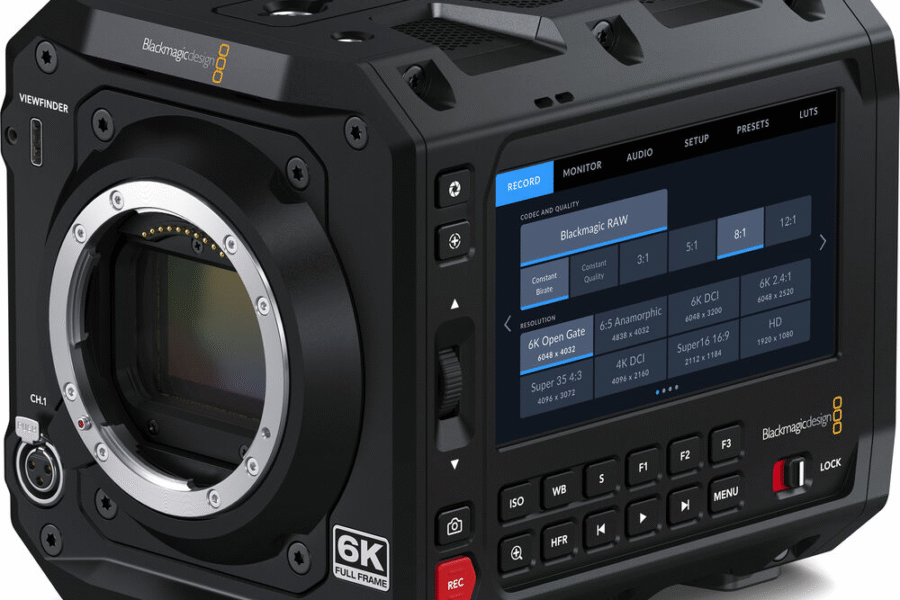 Blackmagicdesign
VIEWFINDER
CH.1
PUSH
6K
FULL FRAME
RECORD MONITOR AUDIO SETUP PRESETS LUTS
CODEC AND QUALITY
Blackmagic RAW
Constant
Birate
Constant
Quality
3:1 5:1 8:1 12:1
RESOLUTION
6K Open Gate
6048 x 4032
6:5 Anamorphic
4838 x 4032
6K DCI
6048 x 3200
6K 2.4:1
6048 x 2520
Super 35 4:3
4096 x 3072
4K DCI
4096 x 2160
Super16 16:9
2112 x 1184
HD
1920 x 1080
Blackmagicdesign
LOCK
ISO WB S F1 F2 F3
HFR MENU
REC